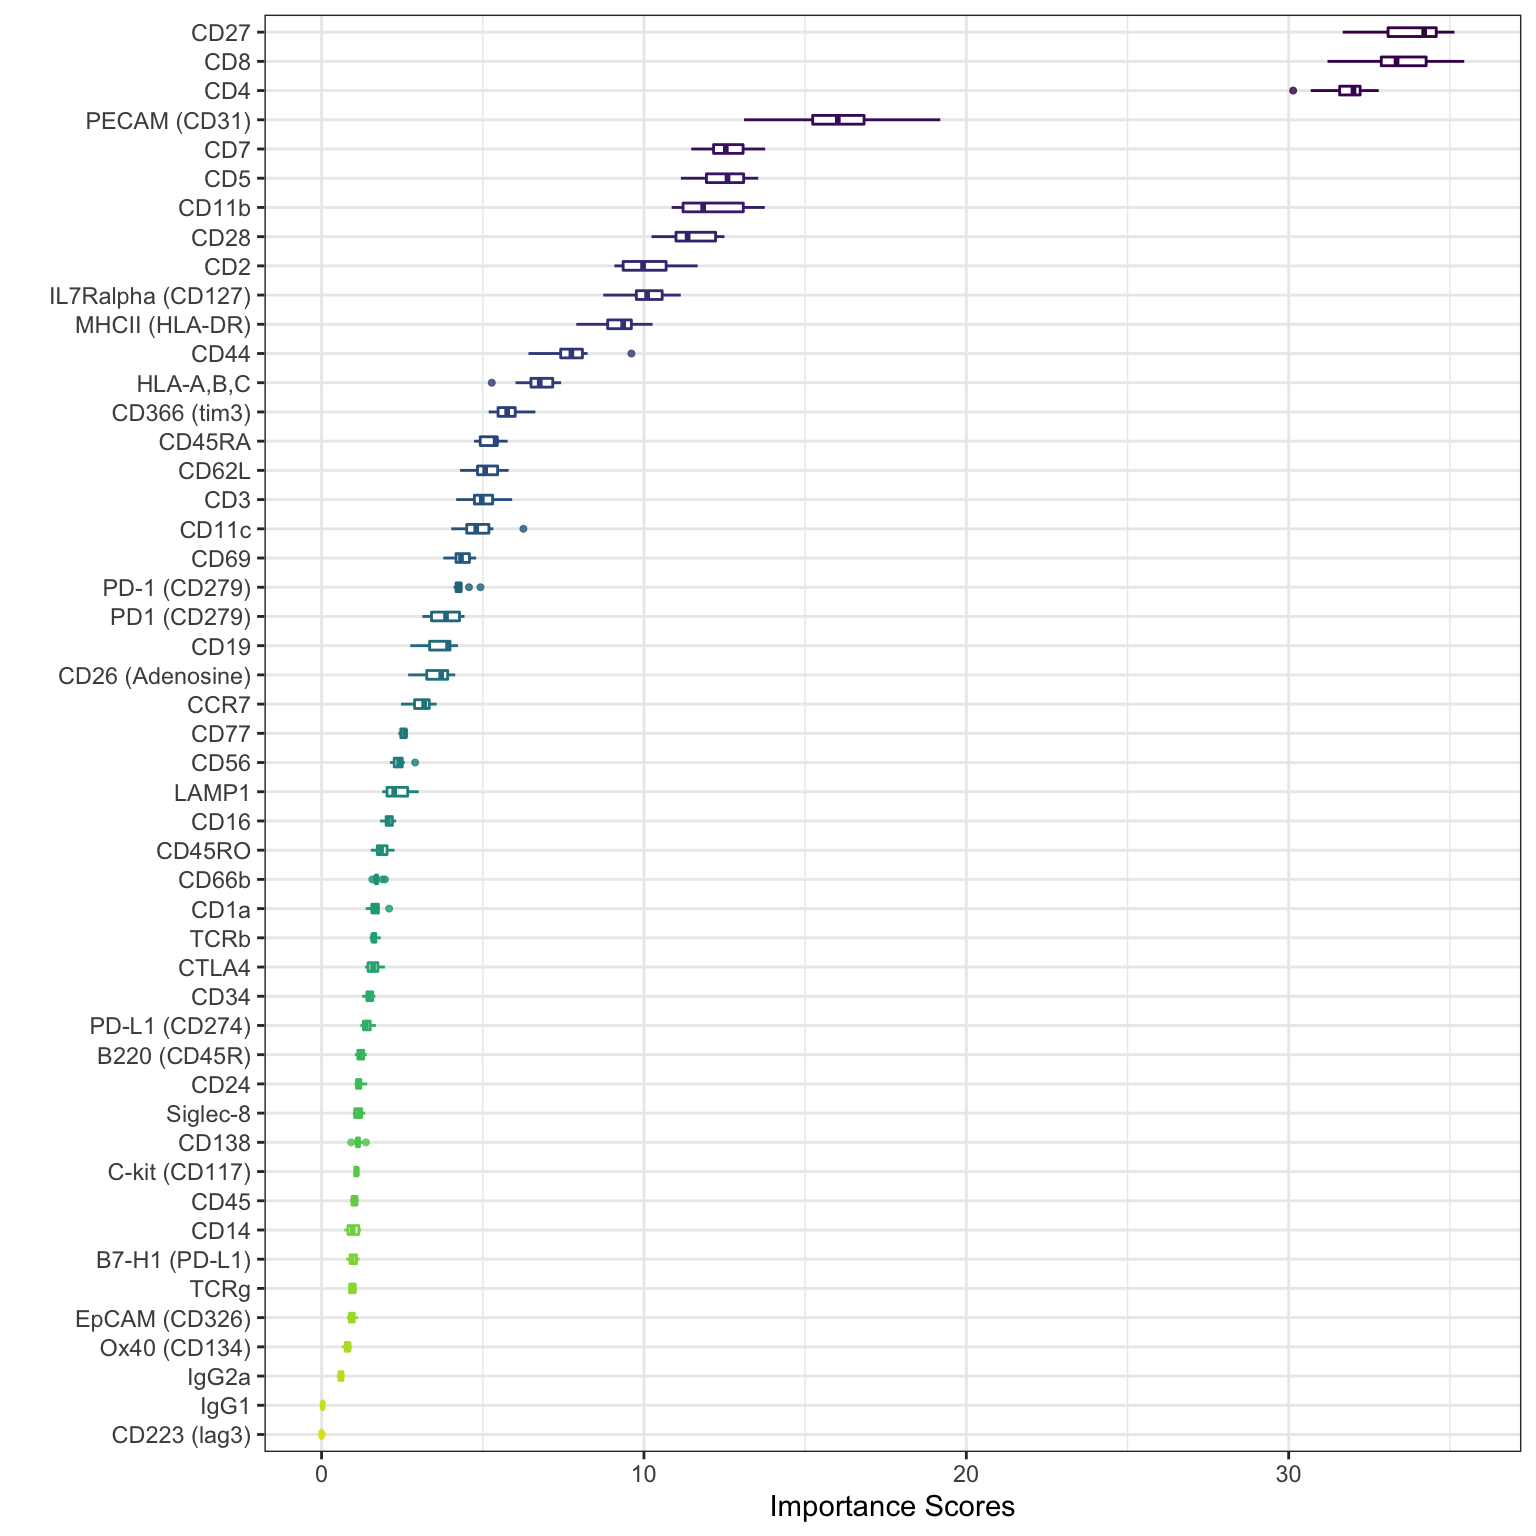 CD27
CD8
CD4
PECAM (CD31)
CD7
CD5
CD11b
CD28
CD2
IL7Ralpha (CD127)
MHCII (HLA-DR)
CD44
HLA-A,B,C
CD366 (tim3)
CD45RA
CD62L
CD3
CD11c
CD69
PD-1 (CD279)
PD1 (CD279)
CD19
CD26 (Adenosine)
CCR7
CD77
CD56
LAMP1
CD16
CD45RO
CD66b
CD1a
TCRb
CTLA4
CD34
PD-L1 (CD274)
B220 (CD45R)
CD24
Siglec-8
CD138
C-kit (CD117)
CD45
CD14
B7-H1 (PD-L1)
TCRg
EpCAM (CD326)
Ox40 (CD134)
IgG2a
IgG1
CD223 (lag3)
0 10 20 30
Importance Scores